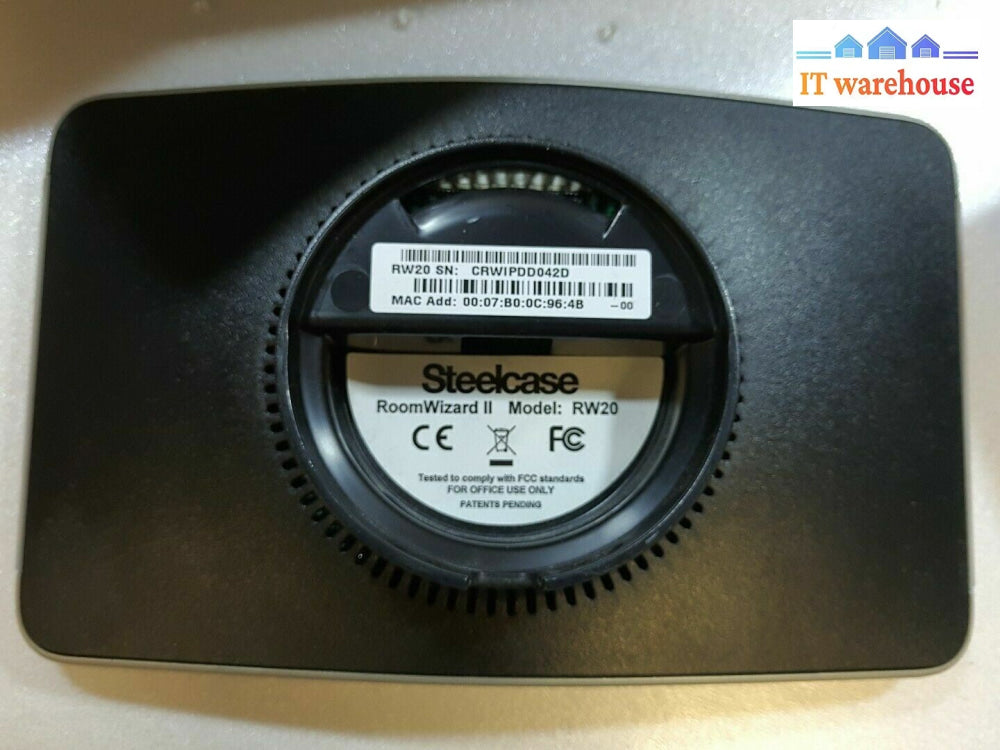 IT warehouse
RW20 SN: CRWIPDD042D
MAC Add: 00:07:B0:0C:96:4B -00
Steelcase
RoomWizard II Model: RW20
CE FC
Tested to comply with FCC standards
FOR OFFICE USE ONLY
PATENTS PENDING